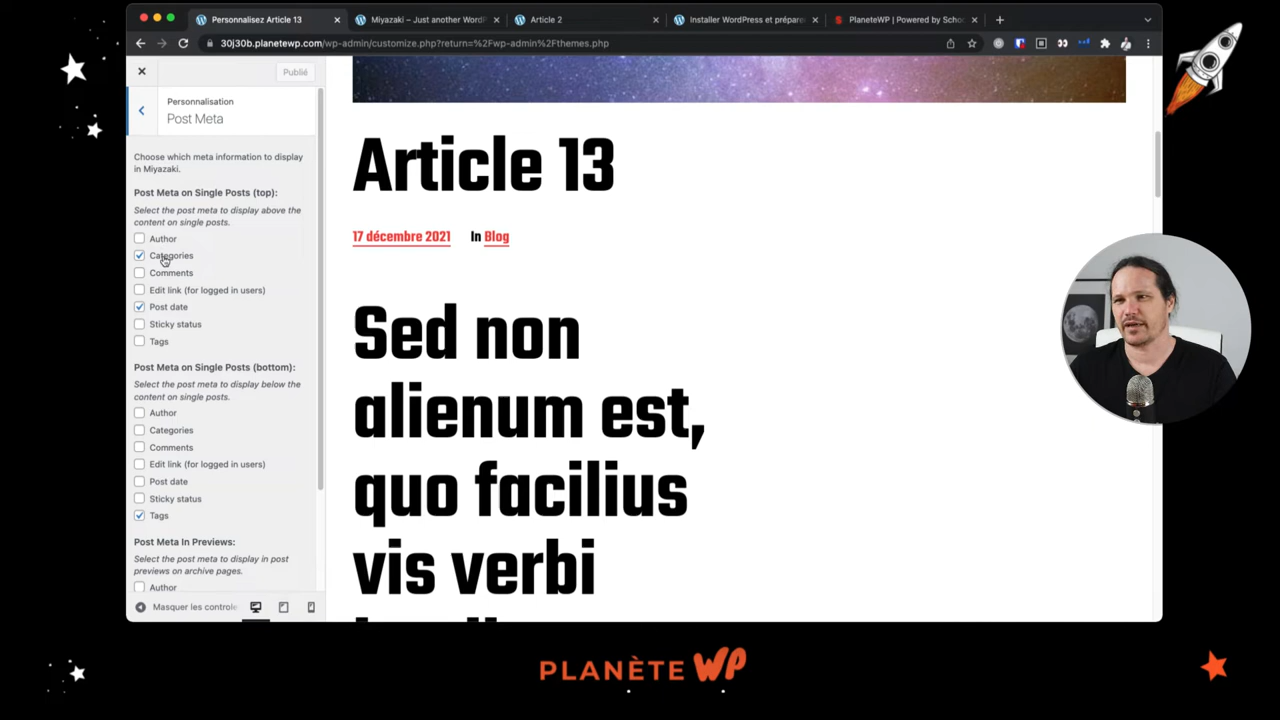 Personnalisez Article 13
Miyazaki – Just another WordP
Article 2
Installer WordPress et prépare
PlaneteWP | Powered by Schoo
30j30b.planetewp.com/wp-admin/customize.php?return=%2Fwp-admin%2Fthemes.php
Publié
Personnalisation
Post Meta
Choose which meta information to display
in Miyazaki.
Post Meta on Single Posts (top):
Select the post meta to display above the
content on single posts.
Author
Categories
Comments
Edit link (for logged in users)
Post date
Sticky status
Tags
Post Meta on Single Posts (bottom):
Select the post meta to display below the
content on single posts.
Author
Categories
Comments
Edit link (for logged in users)
Post date
Sticky status
Tags
Post Meta In Previews:
Select the post meta to display in post
previews on archive pages.
Author
Masquer les contrôle
Article 13
17 décembre 2021 In Blog
Sed non
alienum est,
quo facilius
vis verbi
PLANÈTE WP